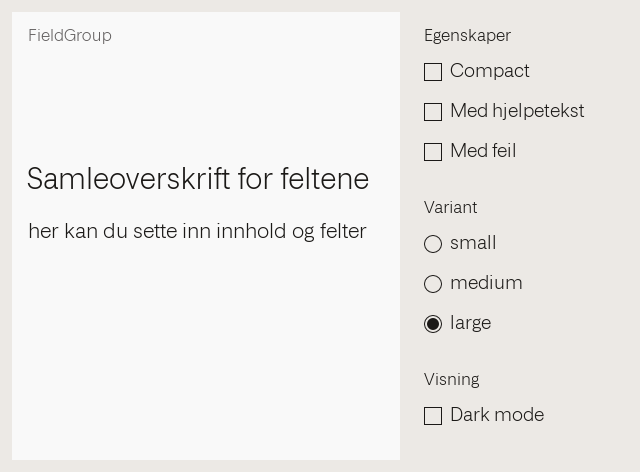 FieldGroup
Samleoverskrift for feltene
her kan du sette inn innhold og felter
Egenskaper
Compact
Med hjelpetekst
Med feil
Variant
small
medium
large
Visning
Dark mode